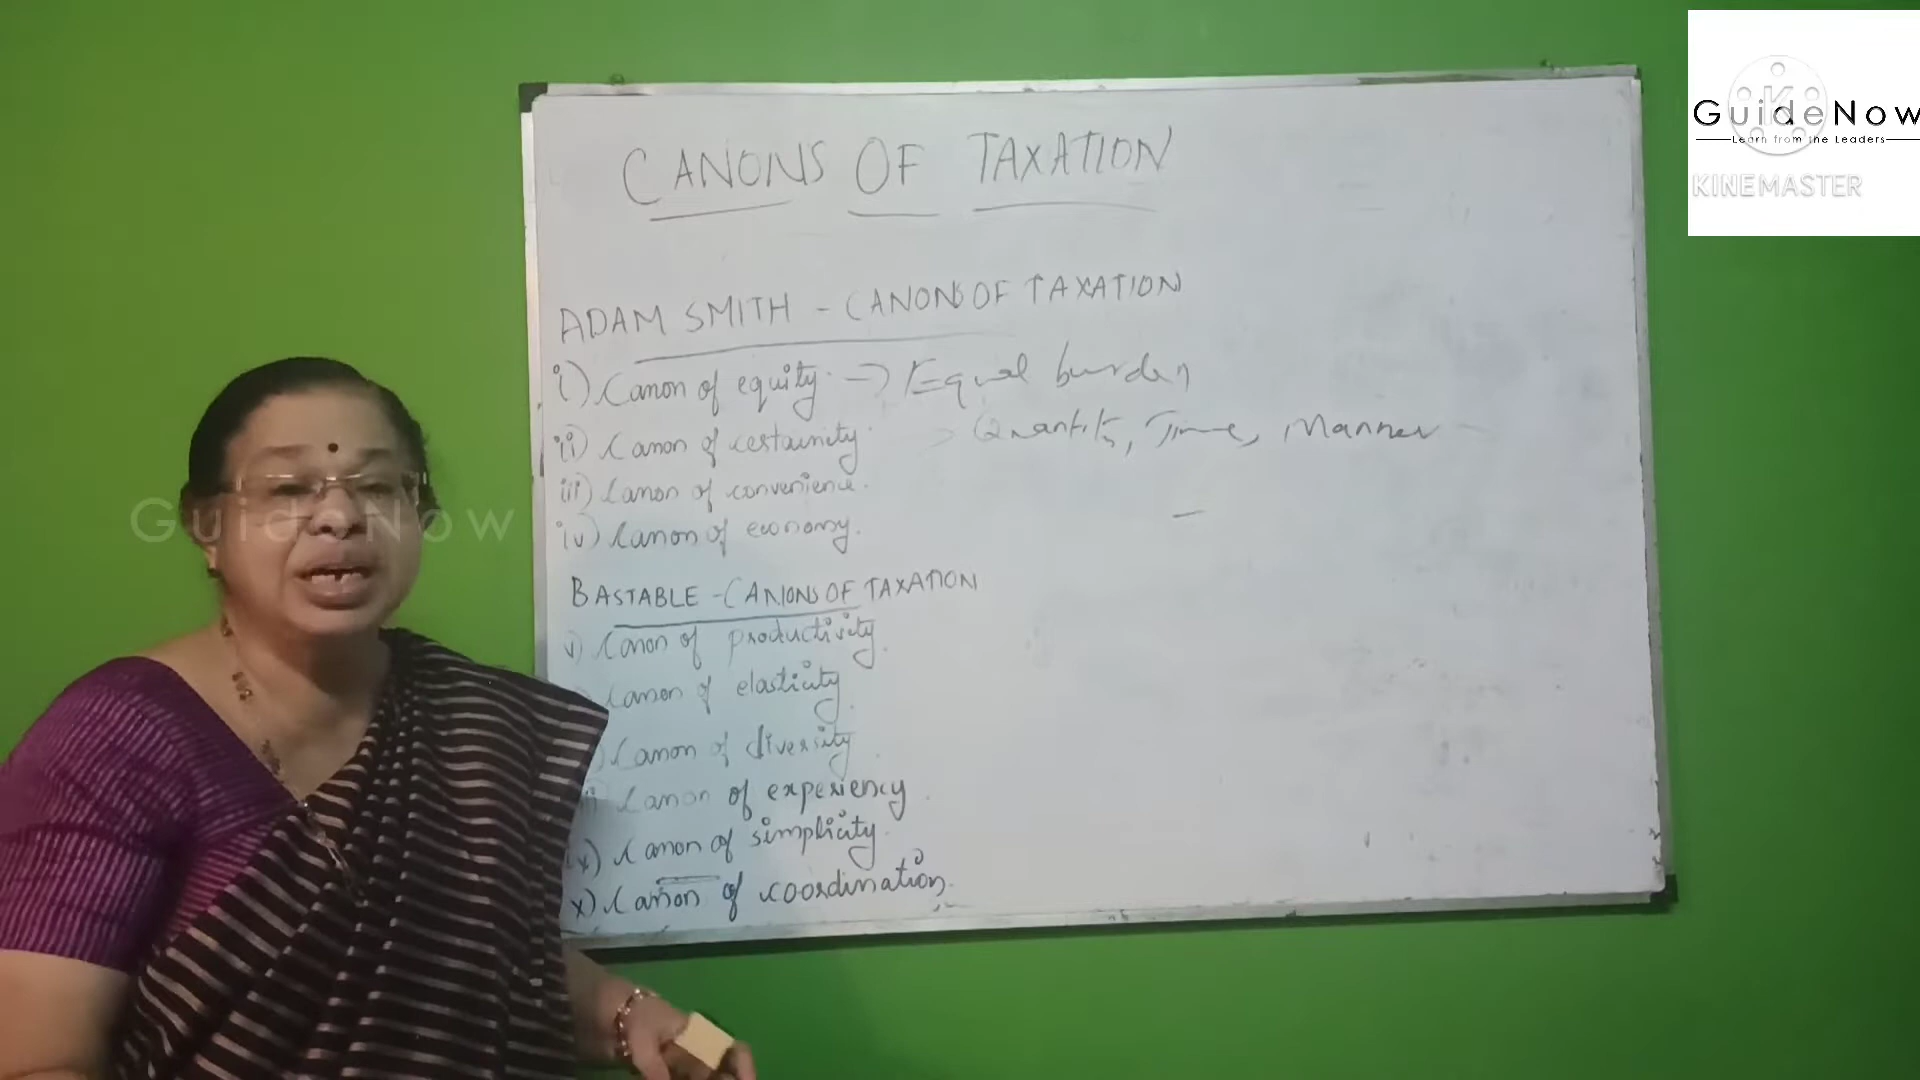 CANONS OF TAXATION
ADAM SMITH - CANONS OF TAXATION
i) Canon of equity. → Equal burden
ii) Canon of certainity. > Quantity, Time, Manner
iii) Canon of convenience.
iv) Canon of economy.
BASTABLE - CANONS OF TAXATION
v) Canon of productivity.
Canon of elasticity.
) Canon of diversity.
Canon of experiency.
ix) Canon of simplicity.
x) Canon of coordination.
GuideNow
Learn from the Leaders
KINEMASTER
GuideNow